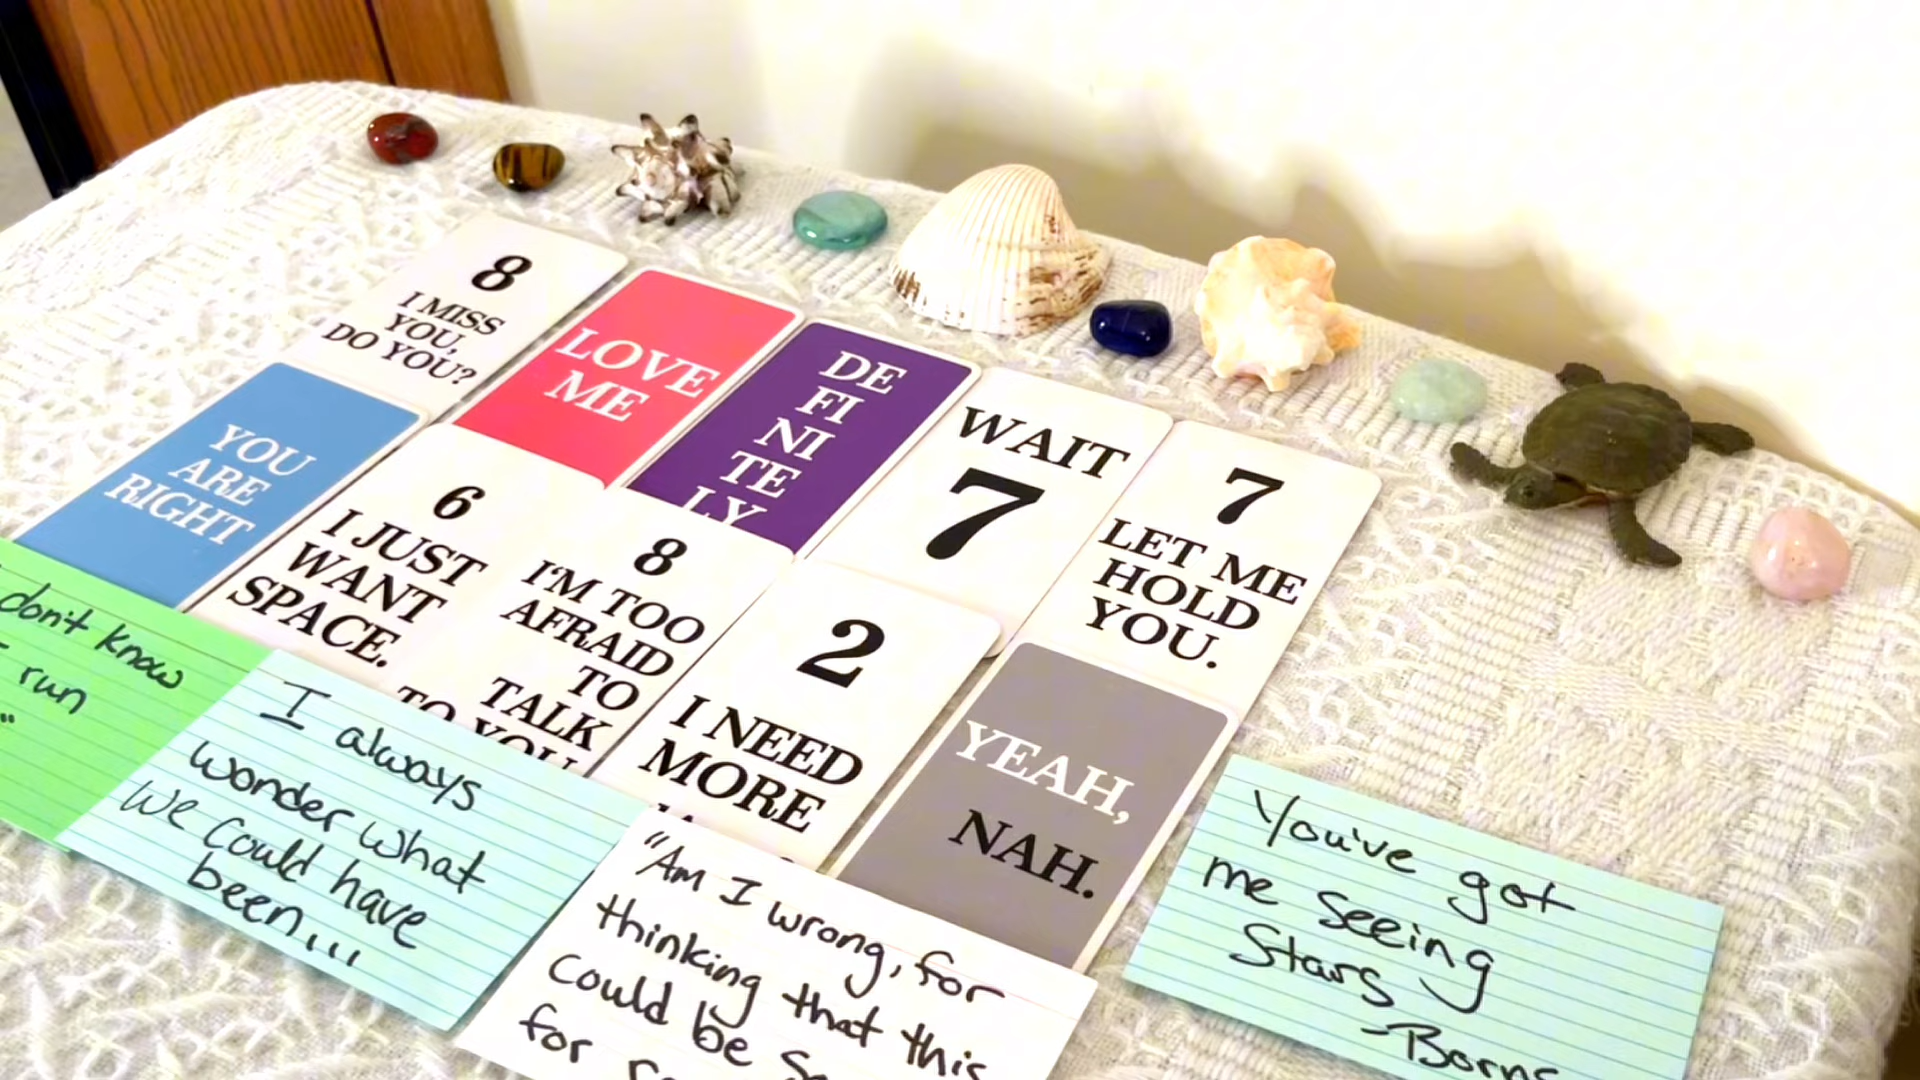 8
I MISS
YOU,
DO YOU?
LOVE
ME
DE
FI
NI
TE
LY
WAIT
7
7
LET ME
HOLD
YOU.
YOU
ARE
RIGHT
6
I JUST
WANT
SPACE.
8
I'M TOO
AFRAID
TO
TALK
TO YOU
2
I NEED
MORE
YEAH,
NAH.
don't know
run
"
I always
wonder what
we could have
been...
"Am I wrong, for
thinking that this
could be
for
You've got
me seeing
Stars
-Borns